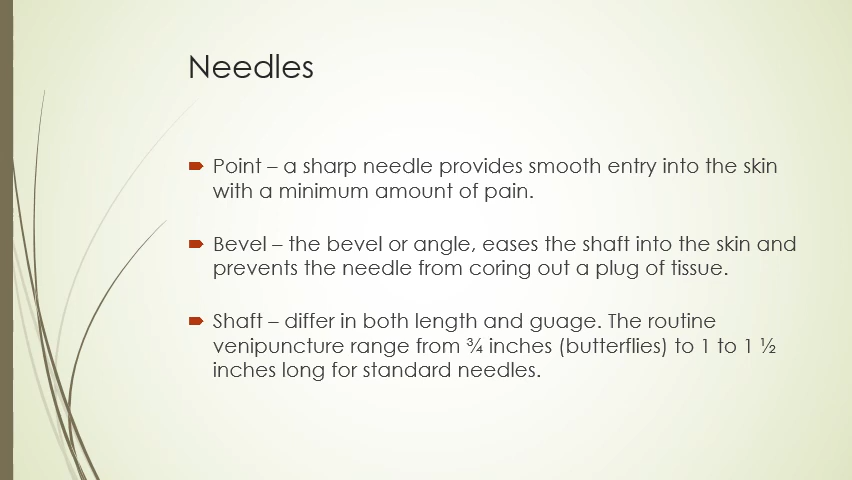 Needles
Point – a sharp needle provides smooth entry into the skin
with a minimum amount of pain.
Bevel – the bevel or angle, eases the shaft into the skin and
prevents the needle from coring out a plug of tissue.
Shaft – differ in both length and guage. The routine
venipuncture range from ¾ inches (butterflies) to 1 to 1 ½
inches long for standard needles.